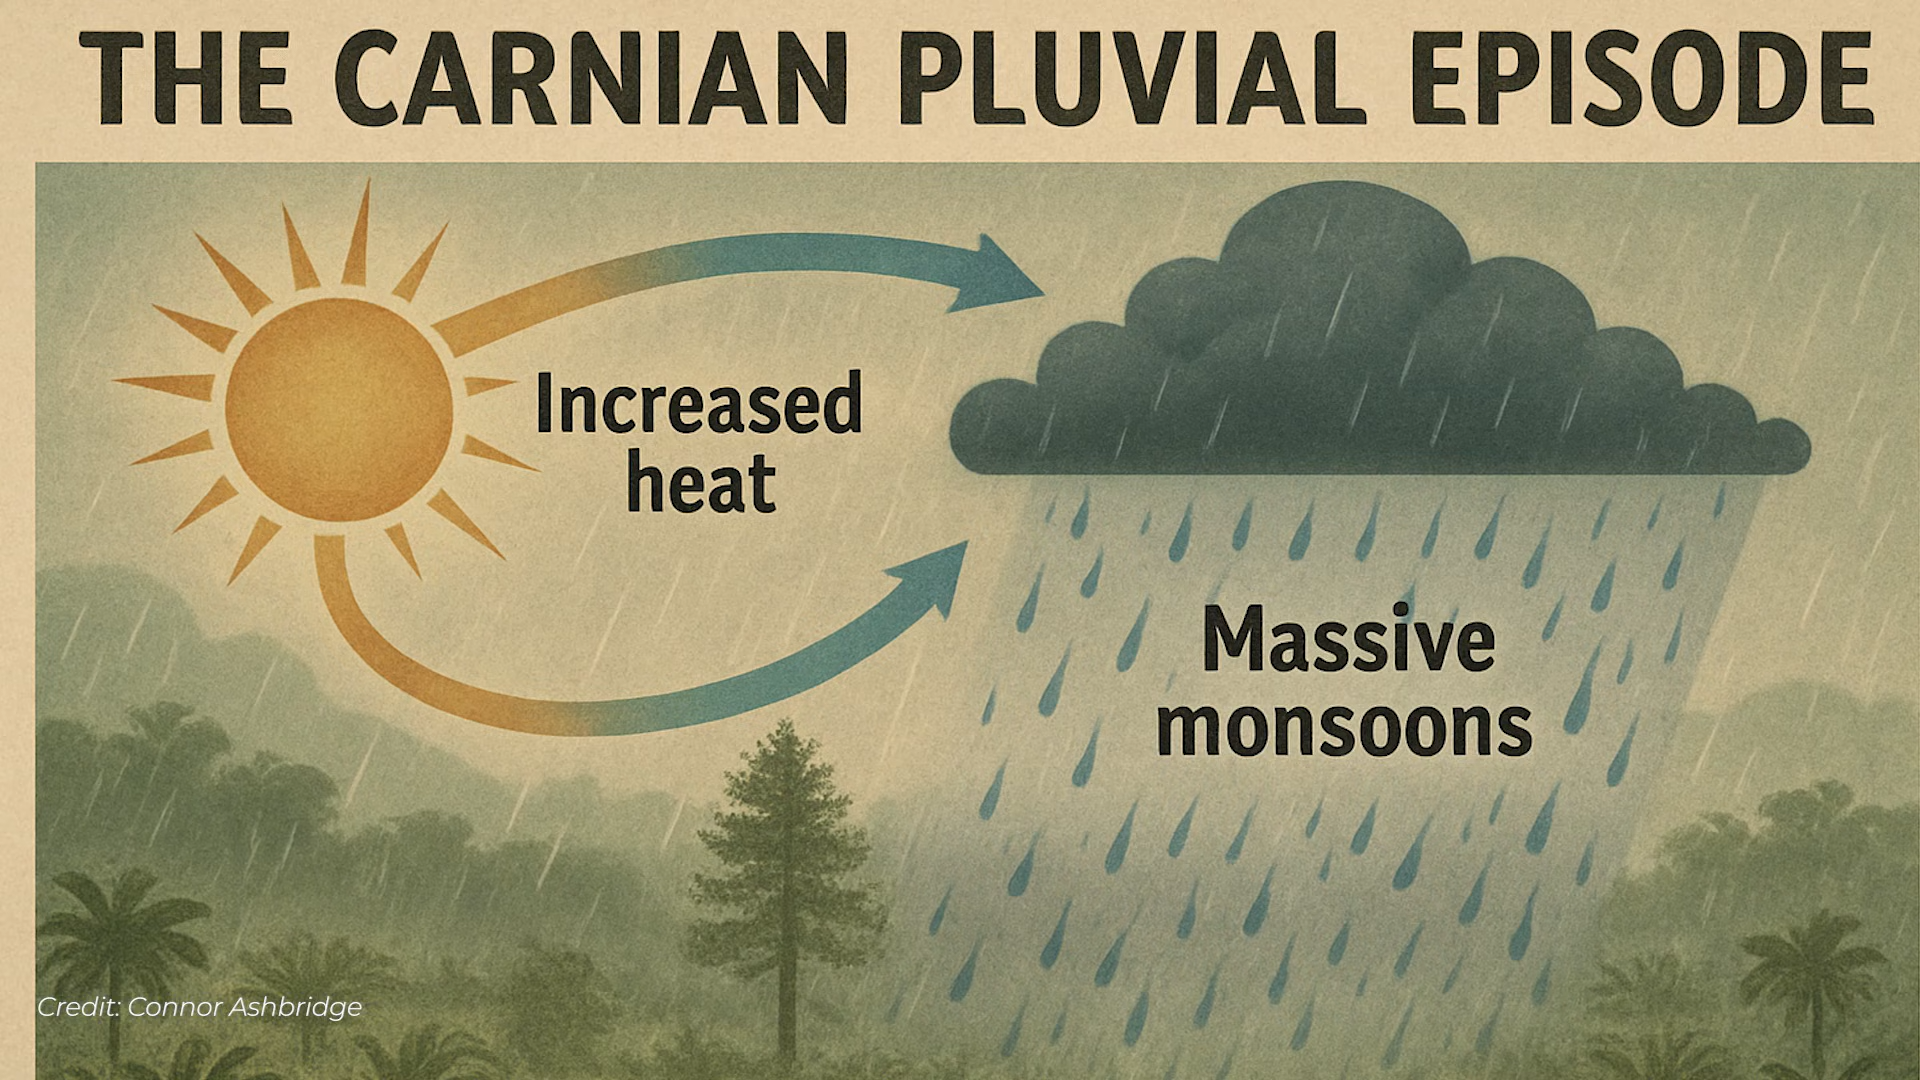 THE CARNIAN PLUVIAL EPISODE
Increased
heat
Massive
monsoons
Credit: Connor Ashbridge